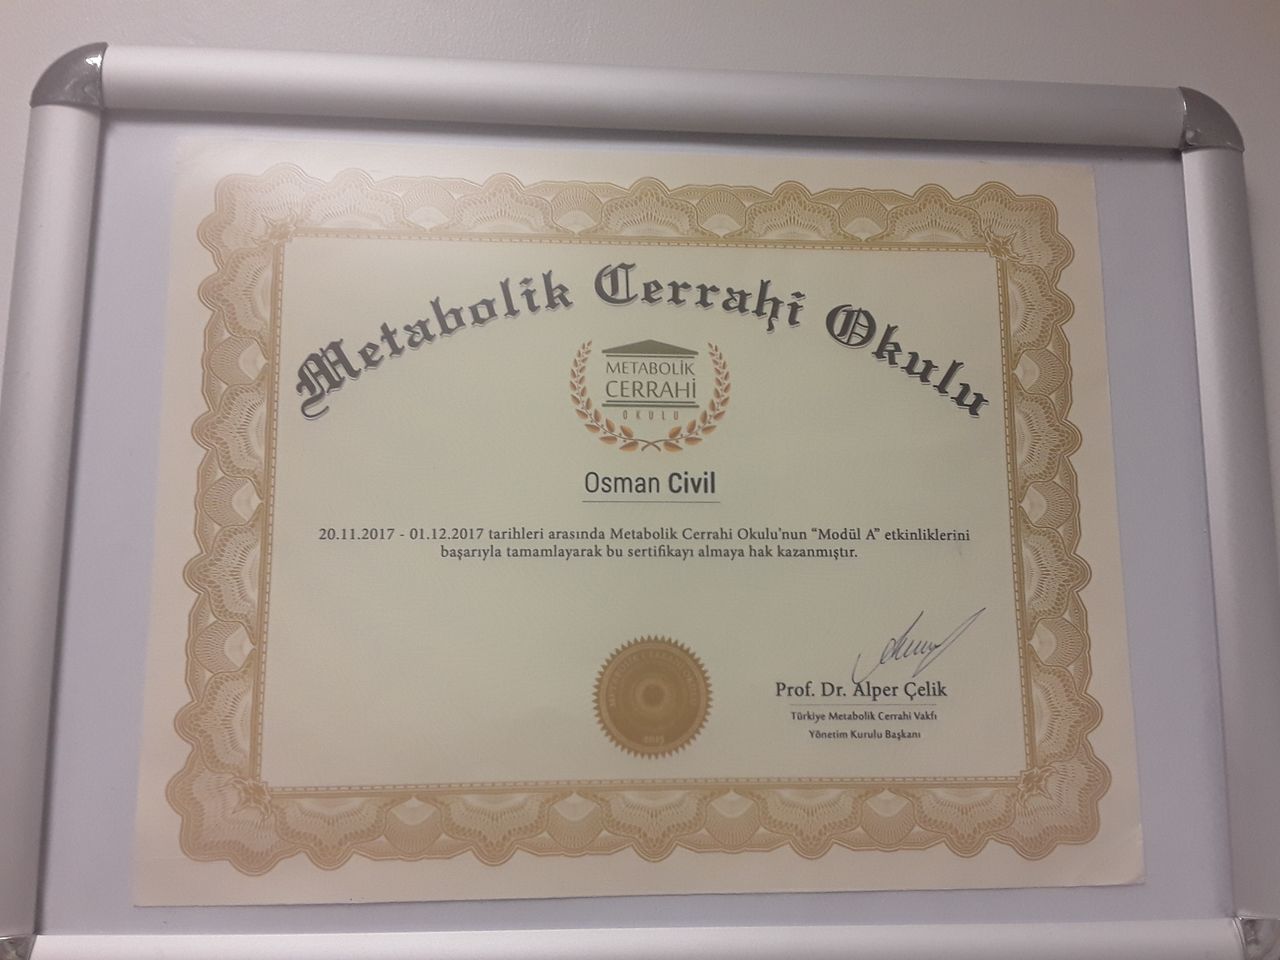 Metabolik Cerrahi Okulu
METABOLİK
CERRAHİ
OKULU
Osman Civil
20.11.2017 - 01.12.2017 tarihleri arasında Metabolik Cerrahi Okulu'nun “Modül A” etkinliklerini
başarıyla tamamlayarak bu sertifikayı almaya hak kazanmıştır.
Prof. Dr. Alper Çelik
Türkiye Metabolik Cerrahi Vakfı
Yönetim Kurulu Başkanı